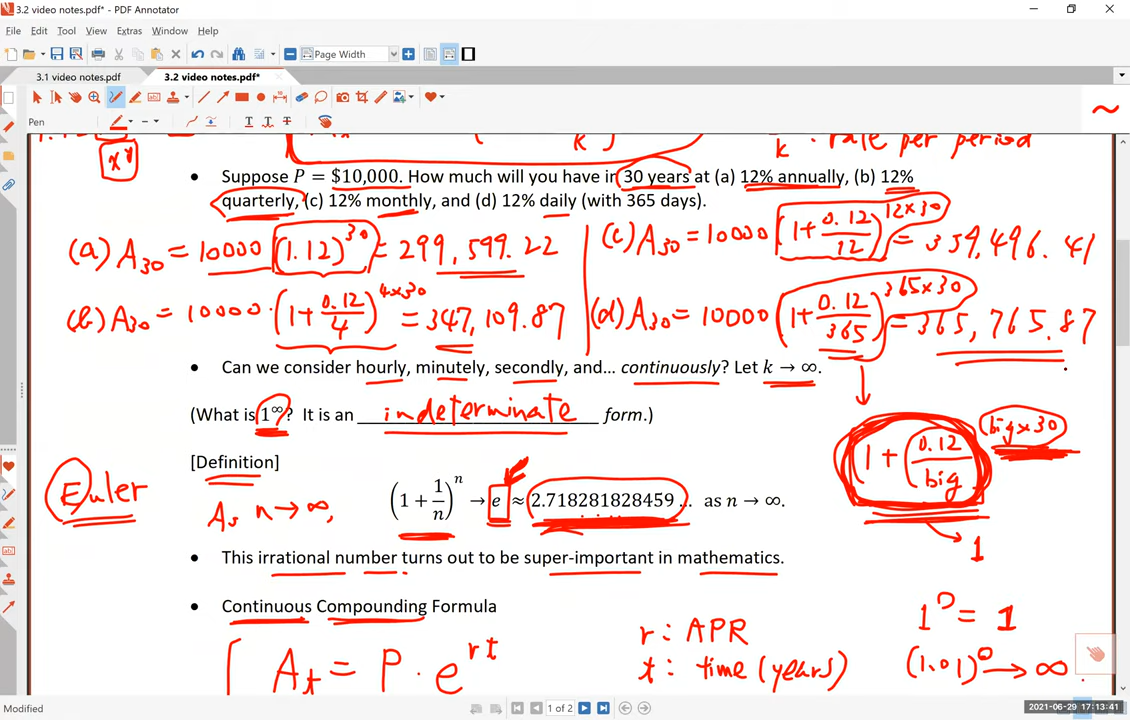 3.2 video notes.pdf* - PDF Annotator
File Edit Tool View Extras Window Help
Page Width
3.1 video notes.pdf 3.2 video notes.pdf*
Pen
k
k · rate per period
x^y
• Suppose P = $10,000. How much will you have in 30 years at (a) 12% annually, (b) 12%
quarterly, (c) 12% monthly, and (d) 12% daily (with 365 days).
(a) A₃₀ = 10000 (1.12)^30 = 299,599.22
(b) A₃₀ = 10000 · (1 + 0.12/4)^(4×30) = 347,109.87
(c) A₃₀ = 10000 (1 + 0.12/12)^(12×30) = 359,496.41
(d) A₃₀ = 10000 (1 + 0.12/365)^(365×30) = 365,765.87
• Can we consider hourly, minutely, secondly, and... continuously? Let k → ∞.
(What is 1^∞? It is an indeterminate form.)
1 + 0.12/big (big×30)
1
[Definition]
Euler
As n → ∞,
(1 + 1/n)^n → e ≈ 2.718281828459... as n → ∞.
• This irrational number turns out to be super-important in mathematics.
• Continuous Compounding Formula
A_t = P · e^rt
r : APR
t : time (years)
1^∞ = 1
(1.01)^∞ → ∞.
Modified
1 of 2
2021-06-29 17:13:41